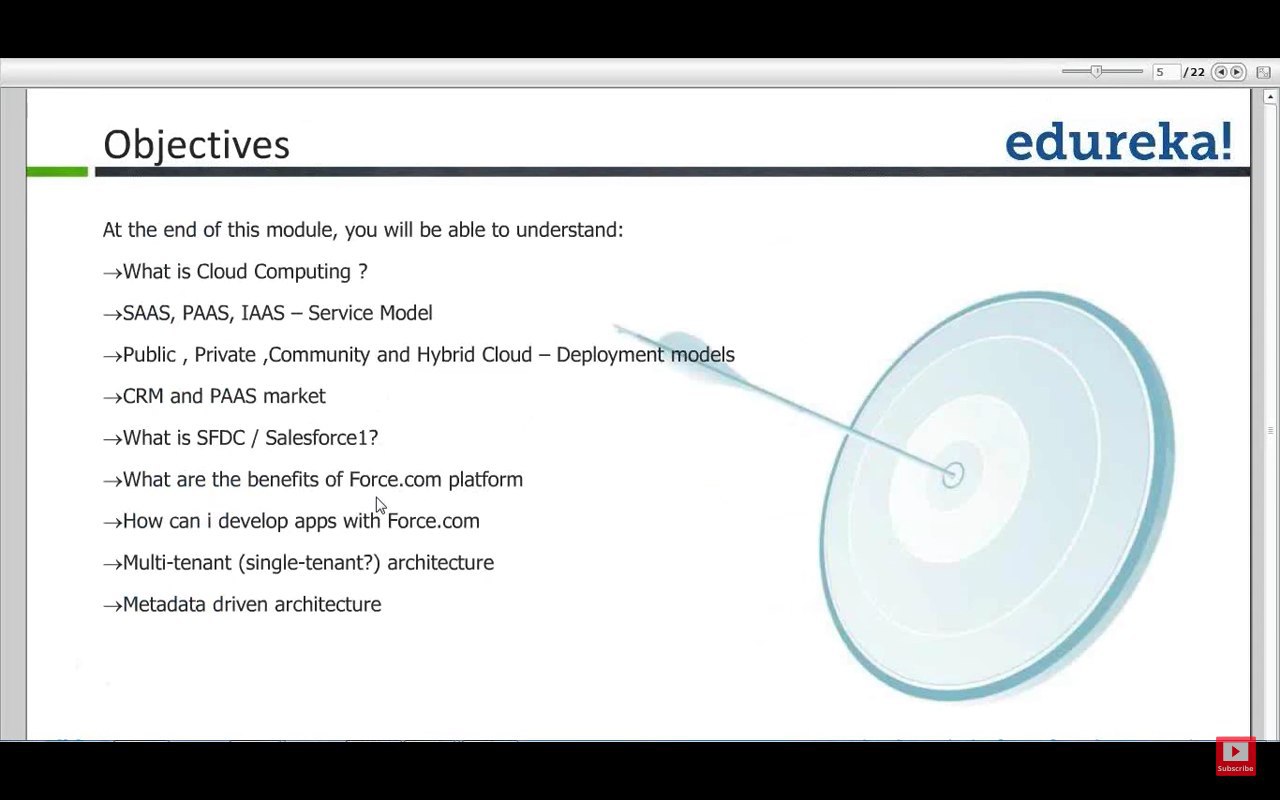 5 /22
Objectives
edureka!
At the end of this module, you will be able to understand:
→What is Cloud Computing ?
→SAAS, PAAS, IAAS – Service Model
→Public , Private ,Community and Hybrid Cloud – Deployment models
→CRM and PAAS market
→What is SFDC / Salesforce1?
→What are the benefits of Force.com platform
→How can i develop apps with Force.com
→Multi-tenant (single-tenant?) architecture
→Metadata driven architecture
Subscribe